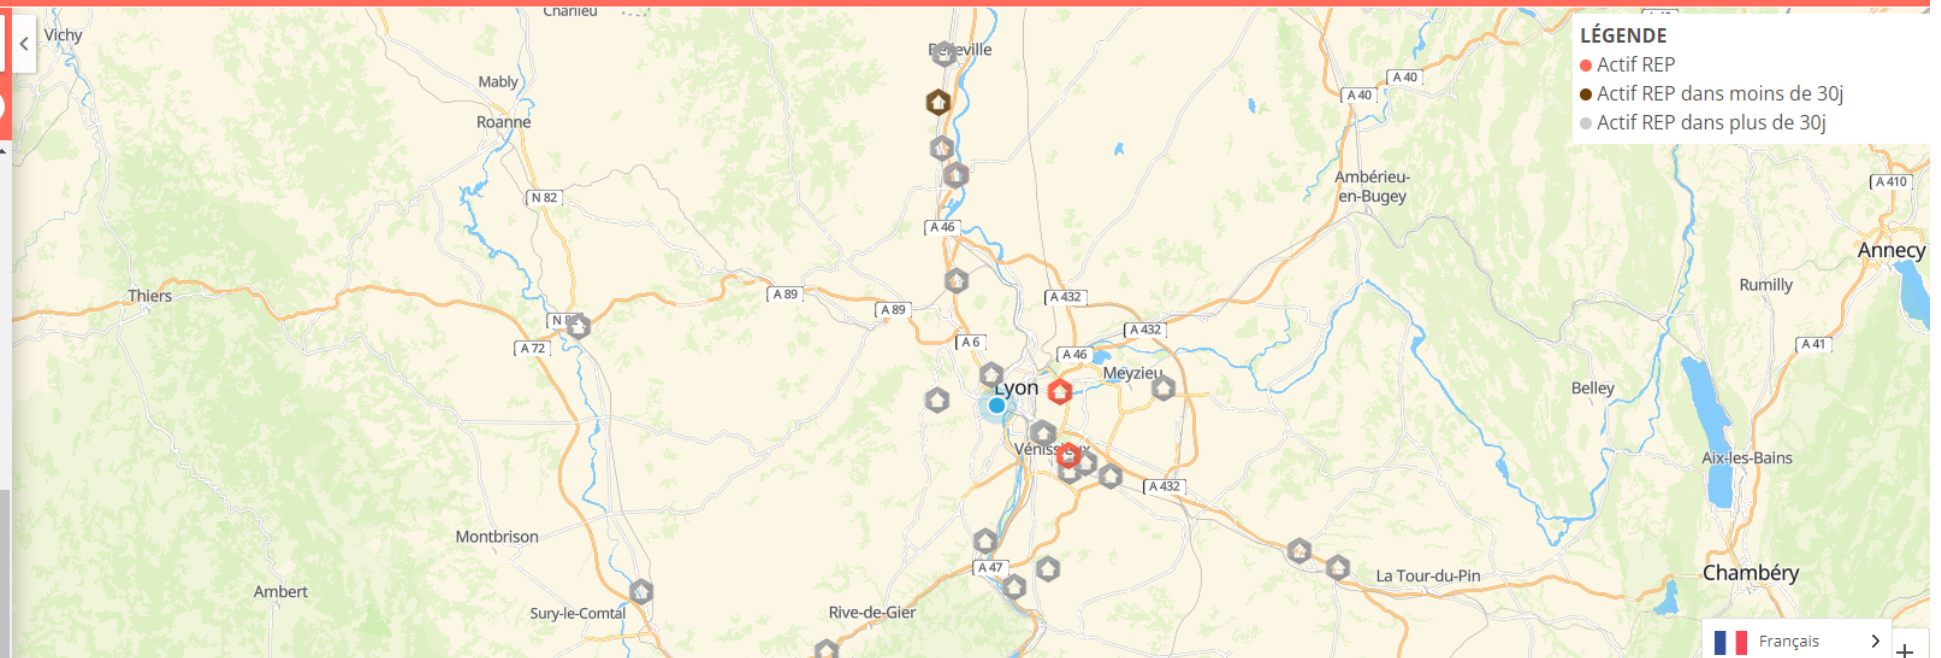 Charlieu
Vichy
LÉGENDE
Actif REP
Actif REP dans moins de 30j
Actif REP dans plus de 30j
Mably
Roanne
A 40
A 40
Ambérieu-
en-Bugey
A 410
N 82
A 46
Annecy
Thiers
A 89
A 89
A 432
Rumilly
A 72
A 6
A 432
A 46
A 41
Lyon
Meyzieu
Belley
Vénissieux
Aix-les-Bains
A 432
Montbrison
A 47
La Tour-du-Pin
Chambéry
Ambert
Sury-le-Comtal
Rive-de-Gier
Français